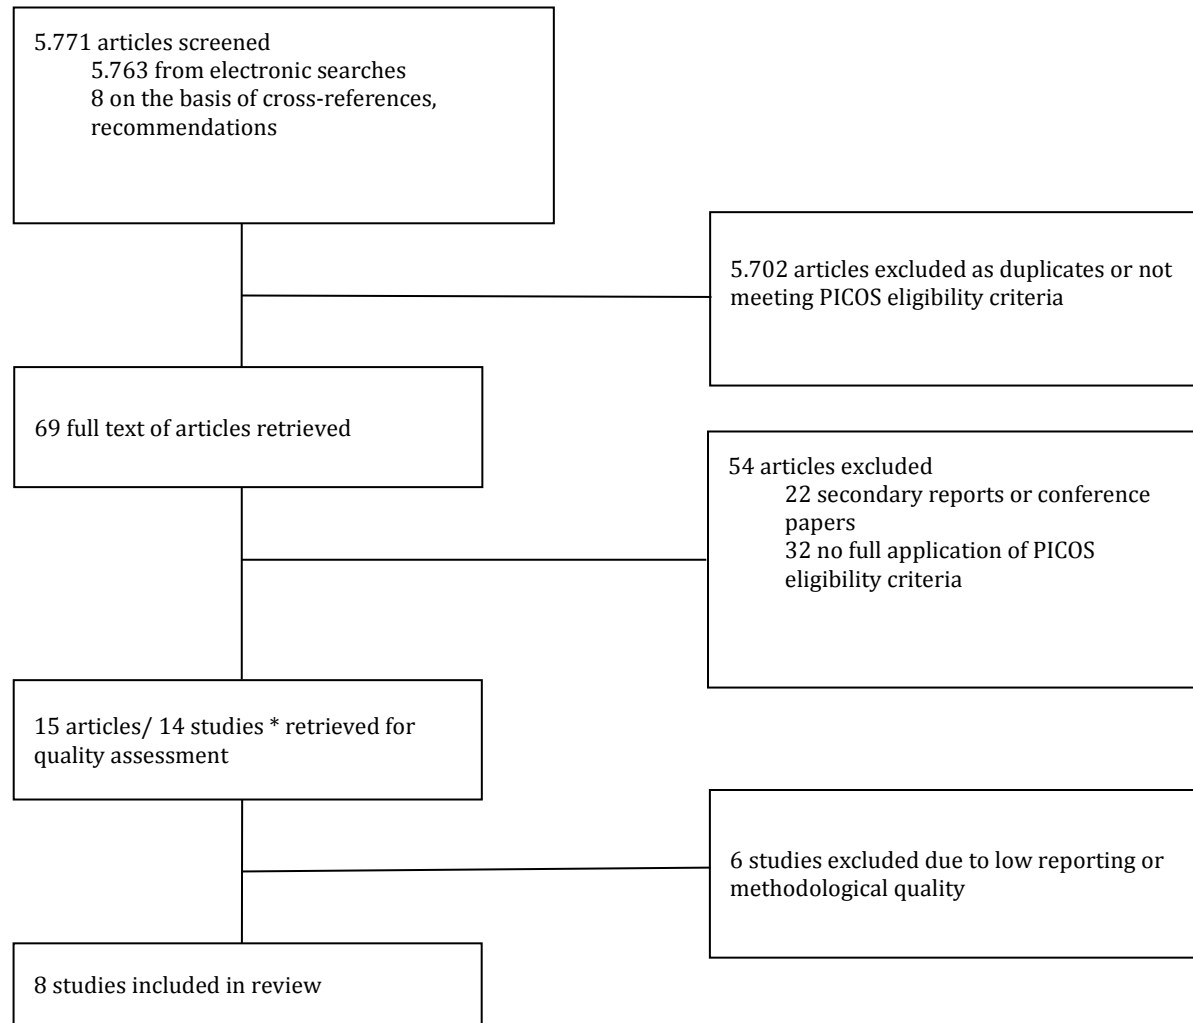 5.771 articles screened
5.763 from electronic searches
8 on the basis of cross-references,
recommendations
5.702 articles excluded as duplicates or not
meeting PICOS eligibility criteria
69 full text of articles retrieved
54 articles excluded
22 secondary reports or conference
papers
32 no full application of PICOS
eligibility criteria
15 articles/ 14 studies * retrieved for
quality assessment
6 studies excluded due to low reporting or
methodological quality
8 studies included in review